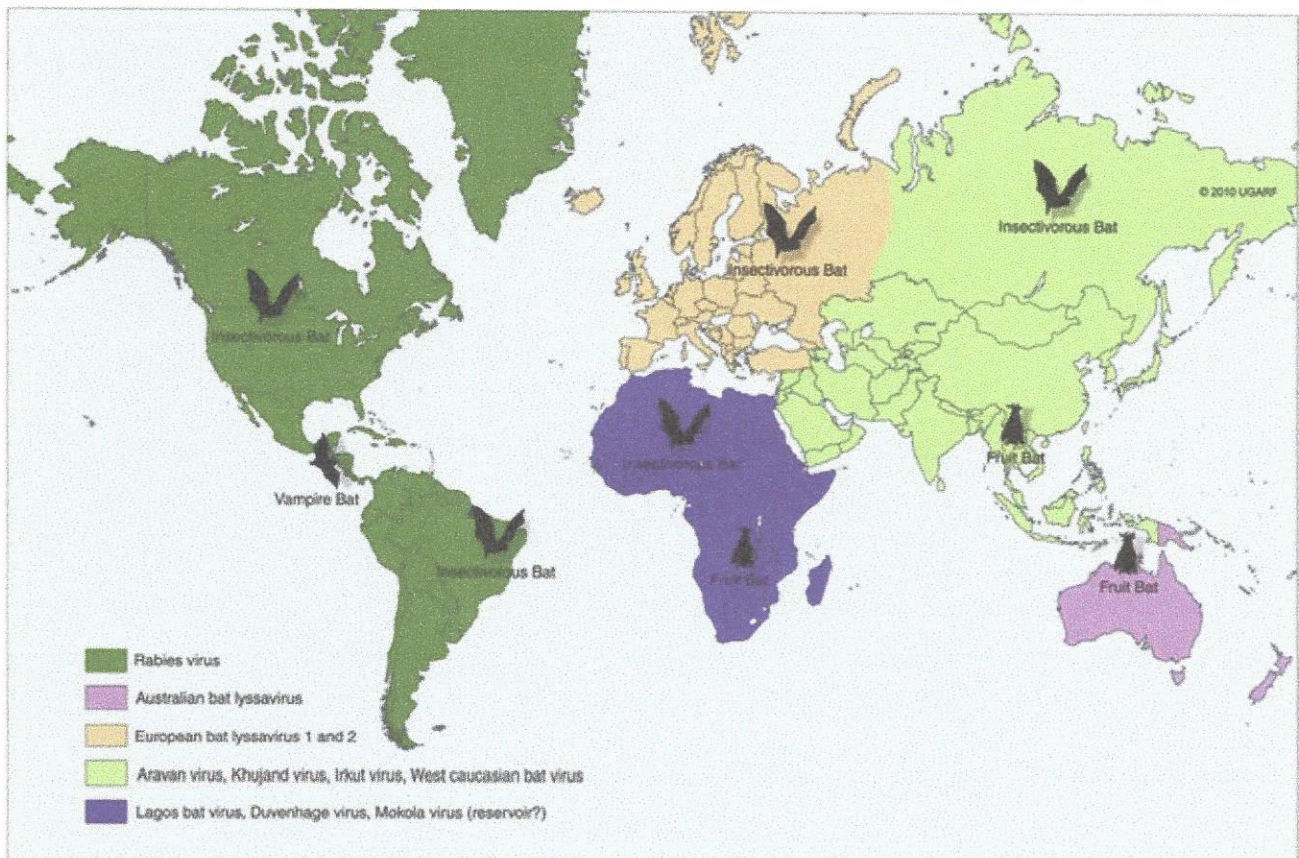 © 2010 UGARF
Insectivorous Bat
Insectivorous Bat
Insectivorous Bat
Fruit Bat
Insectivorous Bat
Vampire Bat
Fruit Bat
Insectivorous Bat
Fruit Bat
Rabies virus
Australian bat lyssavirus
European bat lyssavirus 1 and 2
Aravan virus, Khujand virus, Irkut virus, West caucasian bat virus
Lagos bat virus, Duvenhage virus, Mokola virus (reservoir?)
Fruit Bat